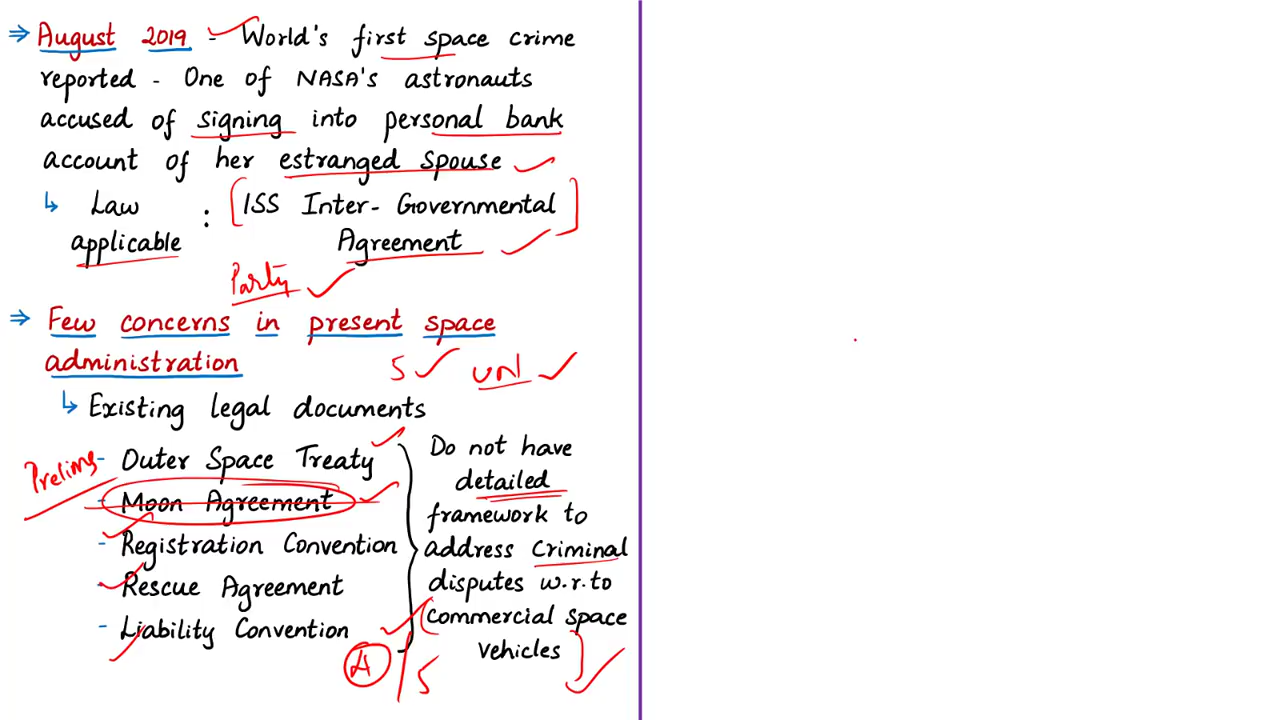 ⇒ August 2019 - World's first space crime
reported - One of NASA's astronauts
accused of signing into personal bank
account of her estranged spouse
↳ Law applicable : [ISS Inter-Governmental
Agreement]
Party
⇒ Few concerns in present space
administration
5
↳ Existing legal documents
Prelims
- Outer Space Treaty
- Moon Agreement
- Registration Convention
- Rescue Agreement
- Liability Convention
Do not have
detailed
framework to
address Criminal
disputes w.r.to
(commercial space
vehicles)
4/5